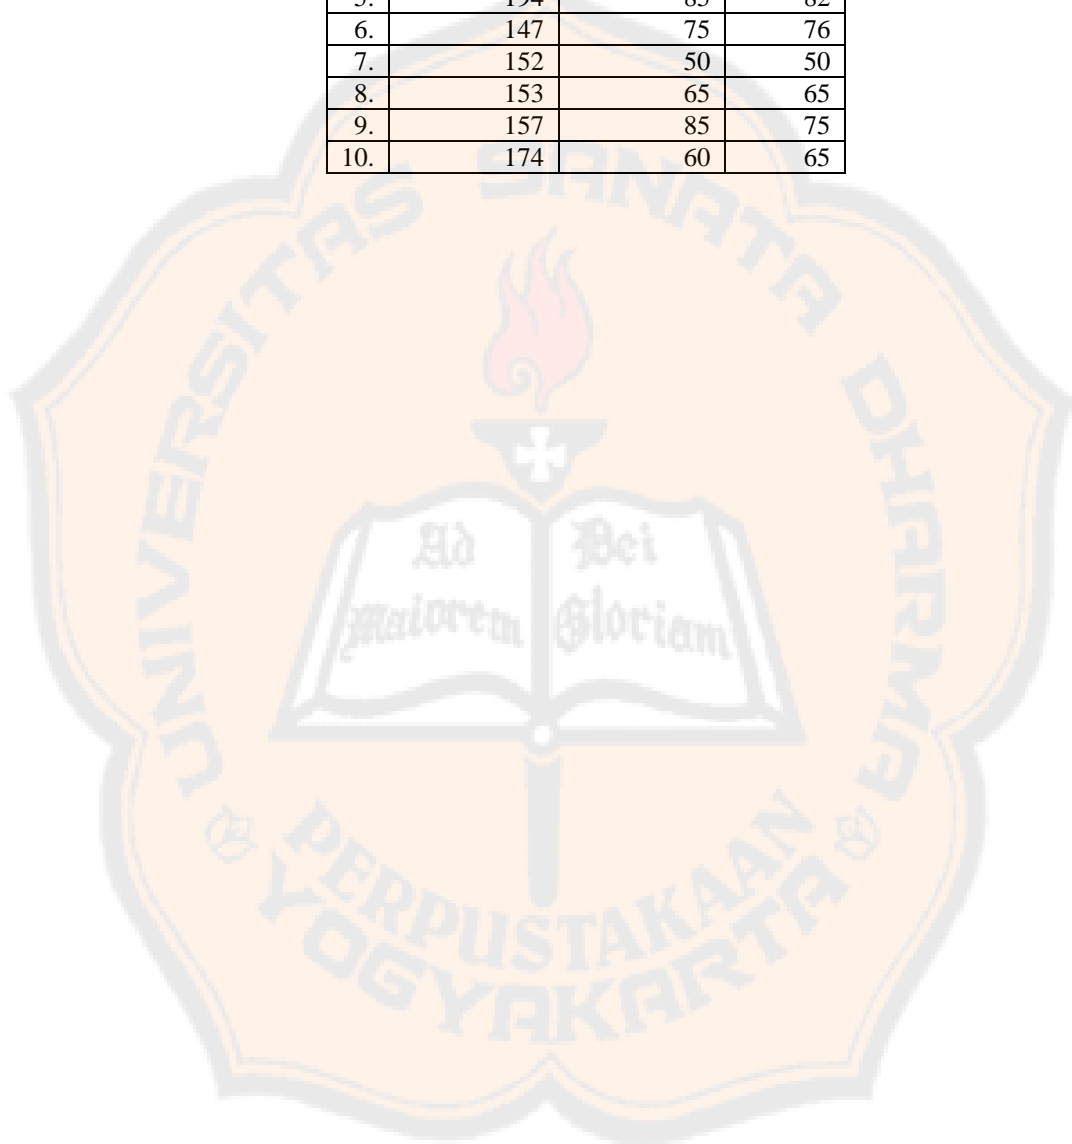 6. 147 75 76
7. 152 50 50
8. 153 65 65
9. 157 85 75
10. 174 60 65
UNIVERSITAS SANATA DHARMA
Ad Dei
Maiorem Gloriam
PERPUSTAKAAN
YOGYAKARTA